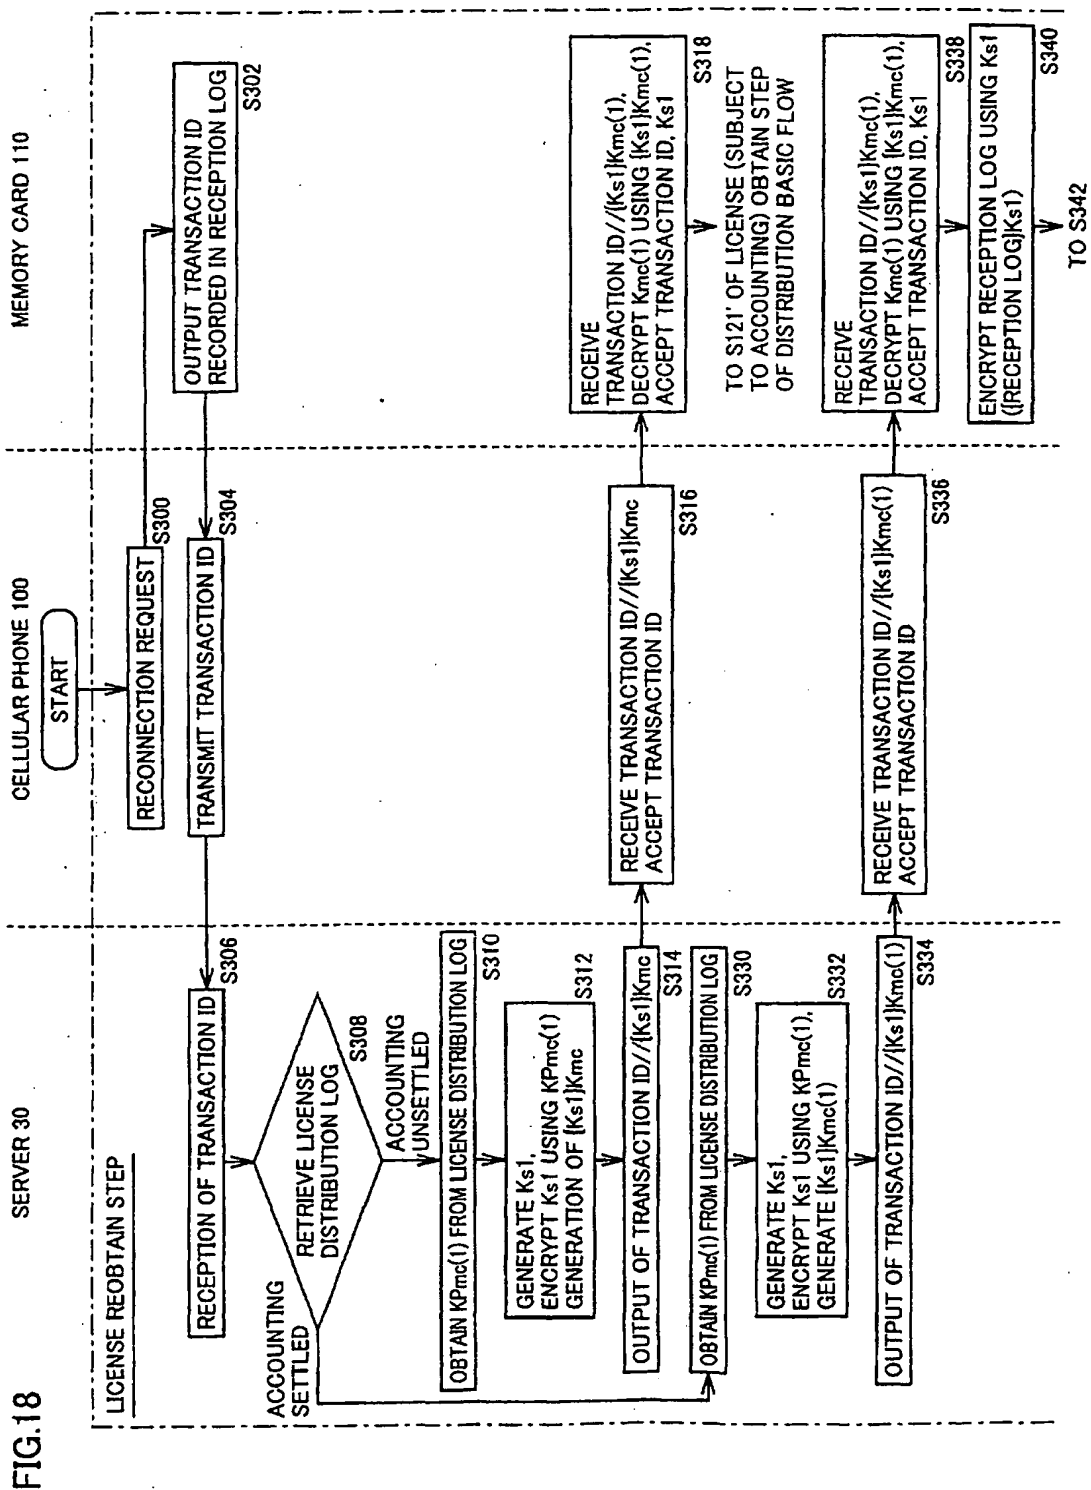 FIG.18
SERVER 30
CELLULAR PHONE 100
MEMORY CARD 110
LICENSE REOBTAIN STEP
START
RECONNECTION REQUEST
S300
OUTPUT TRANSACTION ID
RECORDED IN RECEPTION LOG
S302
TRANSMIT TRANSACTION ID
S304
RECEPTION OF TRANSACTION ID
S306
RETRIEVE LICENSE
DISTRIBUTION LOG
S308
ACCOUNTING
SETTLED
ACCOUNTING
UNSETTLED
OBTAIN KPmc(1) FROM LICENSE DISTRIBUTION LOG
S310
GENERATE Ks1,
ENCRYPT Ks1 USING KPmc(1)
GENERATION OF {Ks1}Kmc
S312
OUTPUT OF TRANSACTION ID//{Ks1}Kmc
S314
RECEIVE TRANSACTION ID//{Ks1}Kmc
ACCEPT TRANSACTION ID
S316
RECEIVE
TRANSACTION ID//{Ks1}Kmc(1),
DECRYPT Kmc(1) USING {Ks1}Kmc(1),
ACCEPT TRANSACTION ID, Ks1
S318
TO S121' OF LICENSE (SUBJECT
TO ACCOUNTING) OBTAIN STEP
OF DISTRIBUTION BASIC FLOW
OBTAIN KPmc(1) FROM LICENSE DISTRIBUTION LOG
S330
GENERATE Ks1,
ENCRYPT Ks1 USING KPmc(1),
GENERATE {Ks1}Kmc(1)
S332
OUTPUT OF TRANSACTION ID//{Ks1}Kmc(1)
S334
RECEIVE TRANSACTION ID//{Ks1}Kmc(1)
ACCEPT TRANSACTION ID
S336
RECEIVE
TRANSACTION ID//{Ks1}Kmc(1),
DECRYPT Kmc(1) USING {Ks1}Kmc(1),
ACCEPT TRANSACTION ID, Ks1
S338
ENCRYPT RECEPTION LOG USING Ks1
({RECEPTION LOG}Ks1)
S340
TO S342